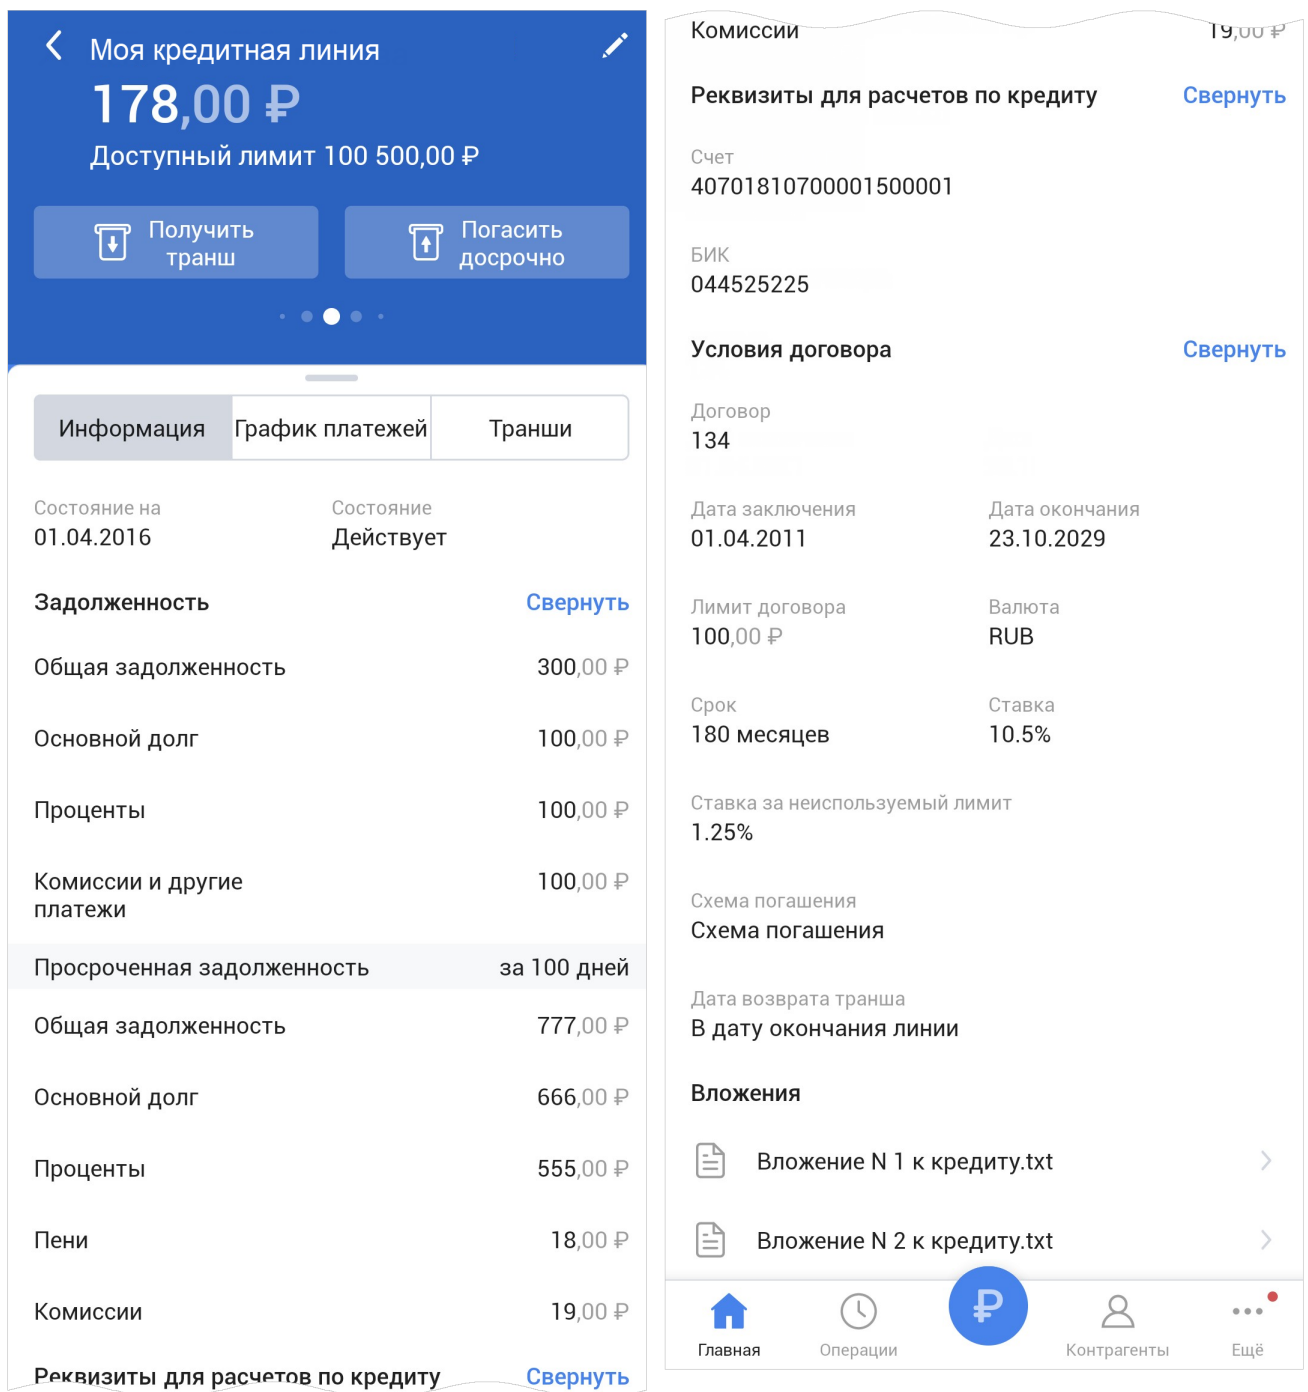 Моя кредитная линия
178,00 ₽
Доступный лимит 100 500,00 ₽
Получить
транш
Погасить
досрочно
Информация
График платежей
Транши
Состояние на
01.04.2016
Состояние
Действует
Задолженность Свернуть
Общая задолженность 300,00 ₽
Основной долг 100,00 ₽
Проценты 100,00 ₽
Комиссии и другие
платежи
100,00 ₽
Просроченная задолженность за 100 дней
Общая задолженность 777,00 ₽
Основной долг 666,00 ₽
Проценты 555,00 ₽
Пени 18,00 ₽
Комиссии 19,00 ₽
Реквизиты для расчетов по кредиту Свернуть
Комиссии 19,00 ₽
Реквизиты для расчетов по кредиту Свернуть
Счет
40701810700001500001
БИК
044525225
Условия договора Свернуть
Договор
134
Дата заключения
01.04.2011
Дата окончания
23.10.2029
Лимит договора
100,00 ₽
Валюта
RUB
Срок
180 месяцев
Ставка
10.5%
Ставка за неиспользуемый лимит
1.25%
Схема погашения
Схема погашения
Дата возврата транша
В дату окончания линии
Вложения
Вложение N 1 к кредиту.txt
Вложение N 2 к кредиту.txt
₽
Главная
Операции
Контрагенты
Ещё